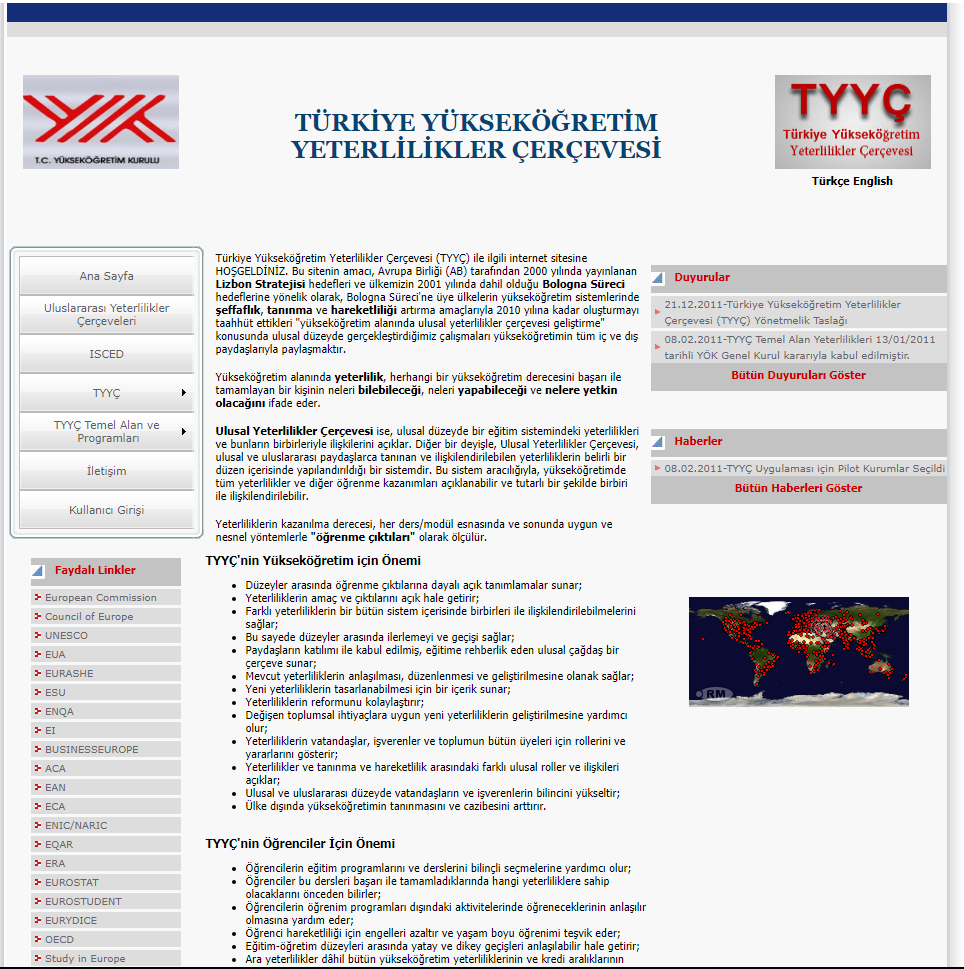 T.C. YÜKSEKÖĞRETİM KURULU
TÜRKİYE YÜKSEKÖĞRETİM
YETERLİLİKLER ÇERÇEVESİ
TYYÇ
Türkiye Yükseköğretim
Yeterlilikler Çerçevesi
Türkçe English
Ana Sayfa
Uluslararası Yeterlilikler
Çerçeveleri
ISCED
TYYÇ
TYYÇ Temel Alan ve
Programları
İletişim
Kullanıcı Girişi
Faydalı Linkler
European Commission
Council of Europe
UNESCO
EUA
EURASHE
ESU
ENQA
EI
BUSINESSEUROPE
ACA
EAN
ECA
ENIC/NARIC
EQAR
ERA
EUROSTAT
EUROSTUDENT
EURYDICE
OECD
Study in Europe
Türkiye Yükseköğretim Yeterlilikler Çerçevesi (TYYÇ) ile ilgili internet sitesine
HOŞGELDİNİZ. Bu sitenin amacı, Avrupa Birliği (AB) tarafından 2000 yılında yayınlanan
Lizbon Stratejisi hedefleri ve ülkemizin 2001 yılında dahil olduğu Bologna Süreci
hedeflerine yönelik olarak, Bologna Süreci'ne üye ülkelerin yükseköğretim sistemlerinde
şeffaflık, tanınma ve hareketliliği artırma amaçlarıyla 2010 yılına kadar oluşturmayı
taahhüt ettikleri "yükseköğretim alanında ulusal yeterlilikler çerçevesi geliştirme"
konusunda ulusal düzeyde gerçekleştirdiğimiz çalışmaları yükseköğretimin tüm iç ve dış
paydaşlarıyla paylaşmaktır.
Yükseköğretim alanında yeterlilik, herhangi bir yükseköğretim derecesini başarı ile
tamamlayan bir kişinin neleri bilebileceği, neleri yapabileceği ve nelere yetkin
olacağını ifade eder.
Ulusal Yeterlilikler Çerçevesi ise, ulusal düzeyde bir eğitim sistemindeki yeterlilikleri
ve bunların birbirleriyle ilişkilerini açıklar. Diğer bir deyişle, Ulusal Yeterlilikler Çerçevesi,
ulusal ve uluslararası paydaşlarca tanınan ve ilişkilendirilebilen yeterliliklerin belirli bir
düzen içerisinde yapılandırıldığı bir sistemdir. Bu sistem aracılığıyla, yükseköğretimde
tüm yeterlilikler ve diğer öğrenme kazanımları açıklanabilir ve tutarlı bir şekilde birbiri
ile ilişkilendirilebilir.
Yeterliliklerin kazanılma derecesi, her ders/modül esnasında ve sonunda uygun ve
nesnel yöntemlerle "öğrenme çıktıları" olarak ölçülür.
TYYÇ'nin Yükseköğretim için Önemi
Düzeyler arasında öğrenme çıktılarına dayalı açık tanımlamalar sunar;
Yeterliliklerin amaç ve çıktılarını açık hale getirir;
Farklı yeterliliklerin bir bütün sistem içerisinde birbirleri ile ilişkilendirilebilmelerini
sağlar;
Bu sayede düzeyler arasında ilerlemeyi ve geçişi sağlar;
Paydaşların katılımı ile kabul edilmiş, eğitime rehberlik eden ulusal çağdaş bir
çerçeve sunar;
Mevcut yeterliliklerin anlaşılması, düzenlenmesi ve geliştirilmesine olanak sağlar;
Yeni yeterliliklerin tasarlanabilmesi için bir içerik sunar;
Yeterliliklerin reformunu kolaylaştırır;
Değişen toplumsal ihtiyaçlara uygun yeni yeterliliklerin geliştirilmesine yardımcı
olur;
Yeterliliklerin vatandaşlar, işverenler ve toplumun bütün üyeleri için rollerini ve
yararlarını gösterir;
Yeterlilikler ve tanınma ve hareketlilik arasındaki farklı ulusal roller ve ilişkileri
açıklar;
Ulusal ve uluslararası düzeyde vatandaşların ve işverenlerin bilincini yükseltir;
Ülke dışında yükseköğretimin tanınmasını ve cazibesini arttırır.
TYYÇ'nin Öğrenciler İçin Önemi
Öğrencilerin eğitim programlarını ve derslerini bilinçli seçmelerine yardımcı olur;
Öğrenciler bu dersleri başarı ile tamamladıklarında hangi yeterliliklere sahip
olacaklarını önceden bilirler;
Öğrencilerin öğrenim programları dışındaki aktivitelerinde öğreneceklerinin anlaşılır
olmasına yardım eder;
Öğrenci hareketliliği için engelleri azaltır ve yaşam boyu öğrenimi teşvik eder;
Eğitim-öğretim düzeyleri arasında yatay ve dikey geçişleri anlaşılabilir hale getirir;
Ara yeterlilikler dâhil bütün yükseköğretim yeterliliklerinin ve kredi aralıklarının
Duyurular
21.12.2011-Türkiye Yükseköğretim Yeterlilikler
Çerçevesi (TYYÇ) Yönetmelik Taslağı
08.02.2011-TYYÇ Temel Alan Yeterlilikleri 13/01/2011
tarihli YÖK Genel Kurul kararıyla kabul edilmiştir.
Bütün Duyuruları Göster
Haberler
08.02.2011-TYYÇ Uygulaması için Pilot Kurumlar Seçildi
Bütün Haberleri Göster
RM